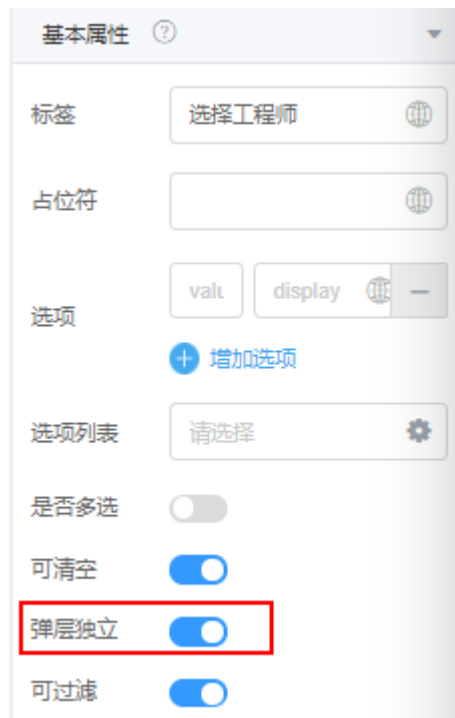 基本属性 ?
标签 选择工程师
占位符
valu display
选项
增加选项
选项列表 请选择
是否多选
可清空
弹层独立
可过滤